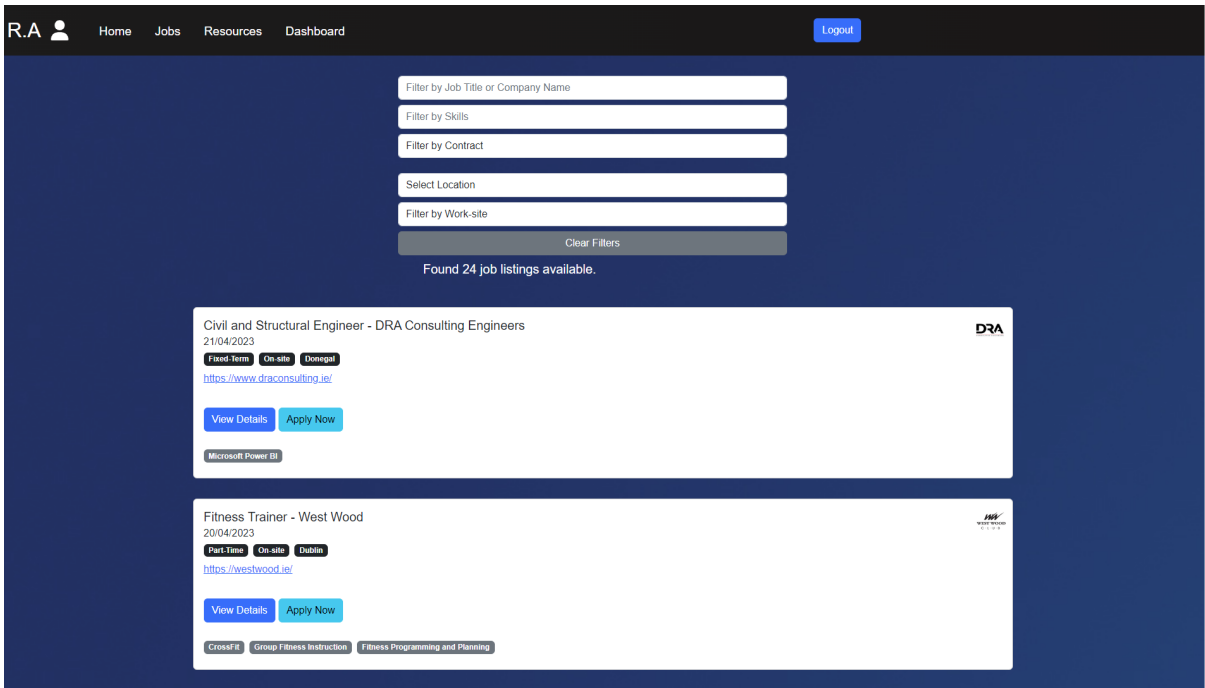 R.A Home Jobs Resources Dashboard Logout
Filter by Job Title or Company Name
Filter by Skills
Filter by Contract
Select Location
Filter by Work-site
Clear Filters
Found 24 job listings available.
Civil and Structural Engineer - DRA Consulting Engineers
DRA
21/04/2023
Fixed-Term On-site Donegal
https://www.draconsulting.ie/
View Details Apply Now
Microsoft Power BI
Fitness Trainer - West Wood
WEST WOOD
CLUB
20/04/2023
Part-Time On-site Dublin
https://westwood.ie/
View Details Apply Now
CrossFit Group Fitness Instruction Fitness Programming and Planning